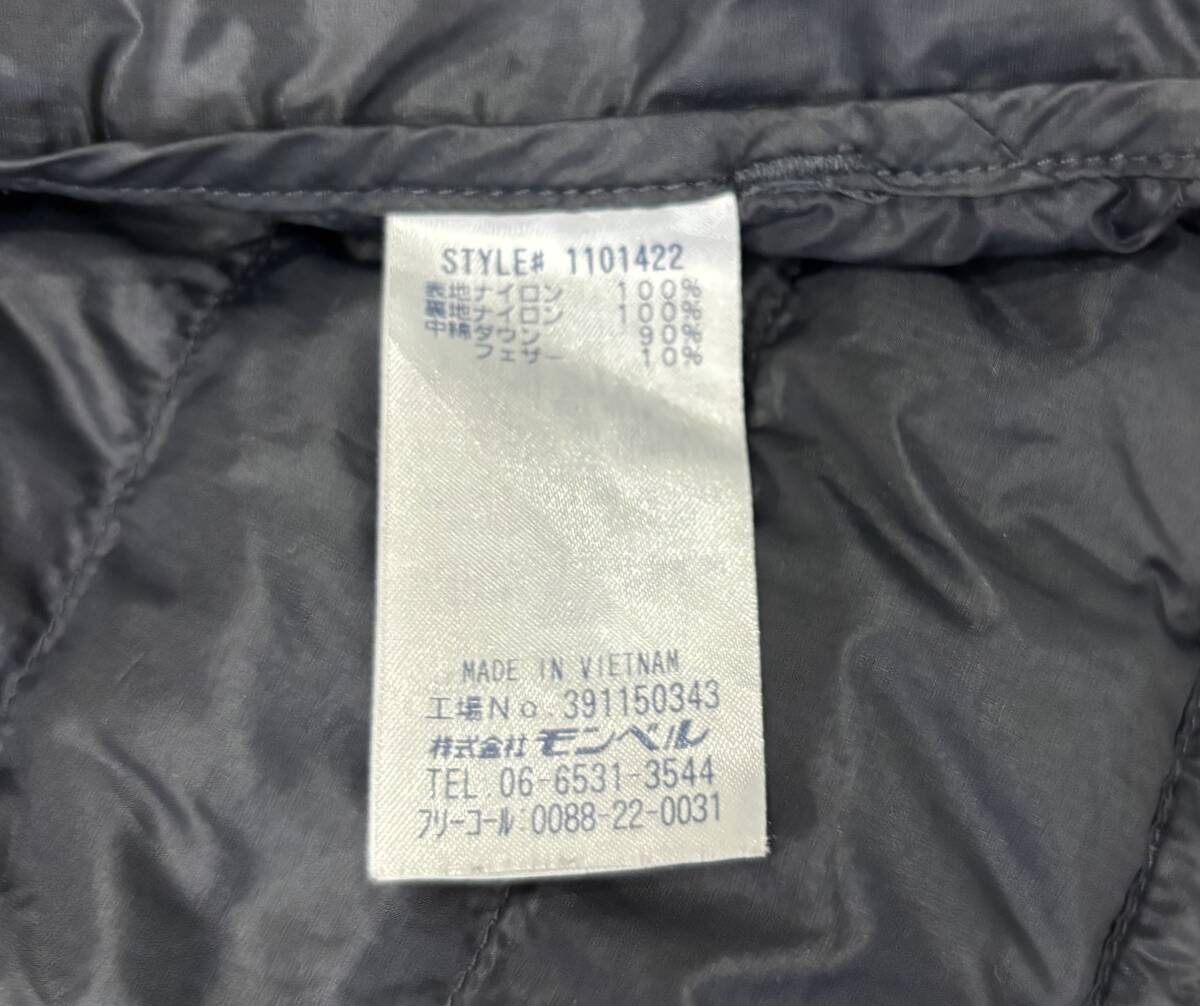 STYLE# 1101422
表地ナイロン 100%
裏地ナイロン 100%
中綿ダウン 90%
フェザー 10%
MADE IN VIETNAM
工場No.391150343
株式会社 モンベル
TEL.06-6531-3544
フリーコール:0088-22-0031